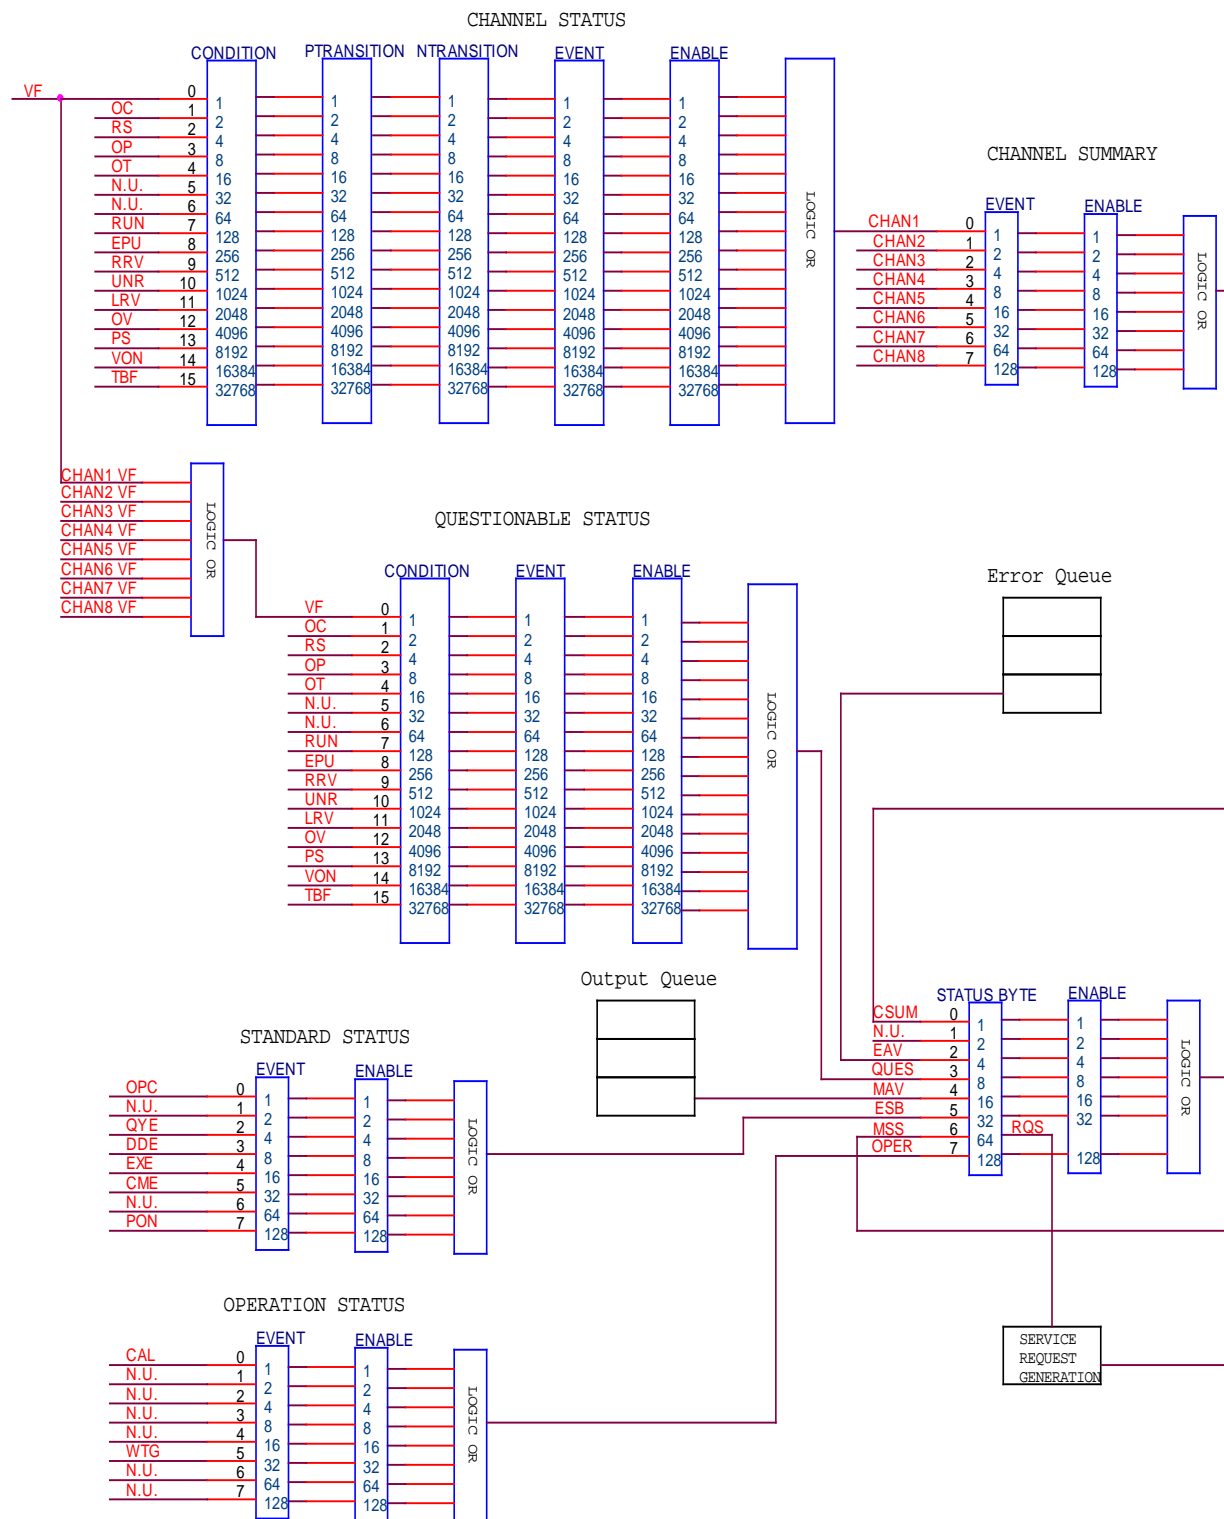 CHANNEL STATUS
CONDITION PTRANSITION NTRANSITION EVENT ENABLE
VF 0 1 1 1 1 1
OC 1 2 2 2 2 2
RS 2 4 4 4 4 4
OP 3 8 8 8 8 8
OT 4 16 16 16 16 16
N.U. 5 32 32 32 32 32
N.U. 6 64 64 64 64 64
RUN 7 128 128 128 128 128
EPU 8 256 256 256 256 256
RRV 9 512 512 512 512 512
UNR 10 1024 1024 1024 1024 1024
LRV 11 2048 2048 2048 2048 2048
OV 12 4096 4096 4096 4096 4096
PS 13 8192 8192 8192 8192 8192
VON 14 16384 16384 16384 16384 16384
TBF 15 32768 32768 32768 32768 32768
LOGIC OR
CHANNEL SUMMARY
EVENT ENABLE
CHAN1 0 1 1
CHAN2 1 2 2
CHAN3 2 4 4
CHAN4 3 8 8
CHAN5 4 16 16
CHAN6 5 32 32
CHAN7 6 64 64
CHAN8 7 128 128
LOGIC OR
CHAN1 VF
CHAN2 VF
CHAN3 VF
CHAN4 VF
CHAN5 VF
CHAN6 VF
CHAN7 VF
CHAN8 VF
LOGIC OR
QUESTIONABLE STATUS
CONDITION EVENT ENABLE
VF 0 1 1 1
OC 1 2 2 2
RS 2 4 4 4
OP 3 8 8 8
OT 4 16 16 16
N.U. 5 32 32 32
N.U. 6 64 64 64
RUN 7 128 128 128
EPU 8 256 256 256
RRV 9 512 512 512
UNR 10 1024 1024 1024
LRV 11 2048 2048 2048
OV 12 4096 4096 4096
PS 13 8192 8192 8192
VON 14 16384 16384 16384
TBF 15 32768 32768 32768
LOGIC OR
Error Queue
Output Queue
STATUS BYTE ENABLE
CSUM 0 1 1
N.U. 1 2 2
EAV 2 4 4
QUES 3 8 8
MAV 4 16 16
ESB 5 32 32
MSS 6 64 RQS
OPER 7 128 128
LOGIC OR
STANDARD STATUS
EVENT ENABLE
OPC 0 1 1
N.U. 1 2 2
QYE 2 4 4
DDE 3 8 8
EXE 4 16 16
CME 5 32 32
N.U. 6 64 64
PON 7 128 128
LOGIC OR
OPERATION STATUS
EVENT ENABLE
CAL 0 1 1
N.U. 1 2 2
N.U. 2 4 4
N.U. 3 8 8
N.U. 4 16 16
WTG 5 32 32
N.U. 6 64 64
N.U. 7 128 128
LOGIC OR
SERVICE
REQUEST
GENERATION